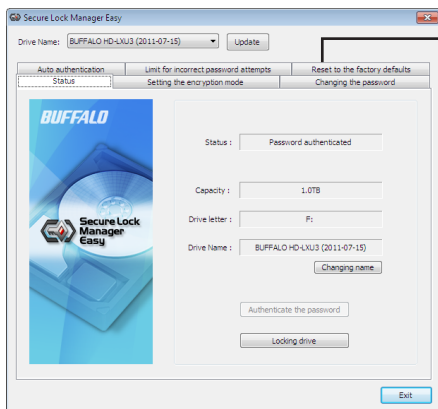 Secure Lock Manager Easy
Drive Name: BUFFALO HD-LXU3 (2011-07-15) Update
Auto authentication Limit for incorrect password attempts Reset to the factory defaults
Status Setting the encryption mode Changing the password
BUFFALO
Secure Lock
Manager
Easy
Status : Password authenticated
Capacity : 1.0TB
Drive letter : F:
Drive Name : BUFFALO HD-LXU3 (2011-07-15)
Changing name
Authenticate the password
Locking drive
Exit